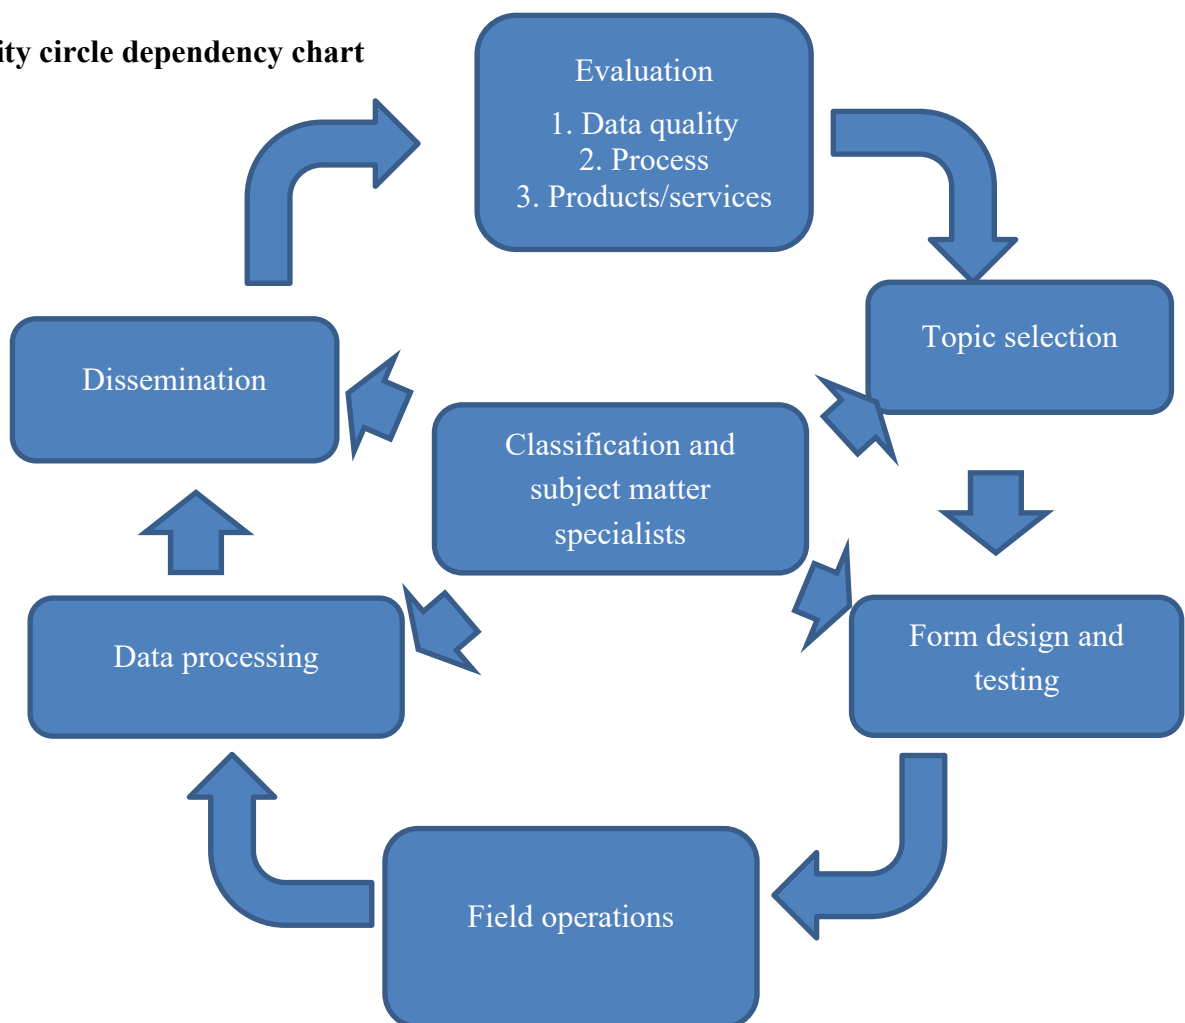 ity circle dependency chart
Evaluation
1. Data quality
2. Process
3. Products/services
Topic selection
Dissemination
Classification and
subject matter
specialists
Form design and
testing
Data processing
Field operations